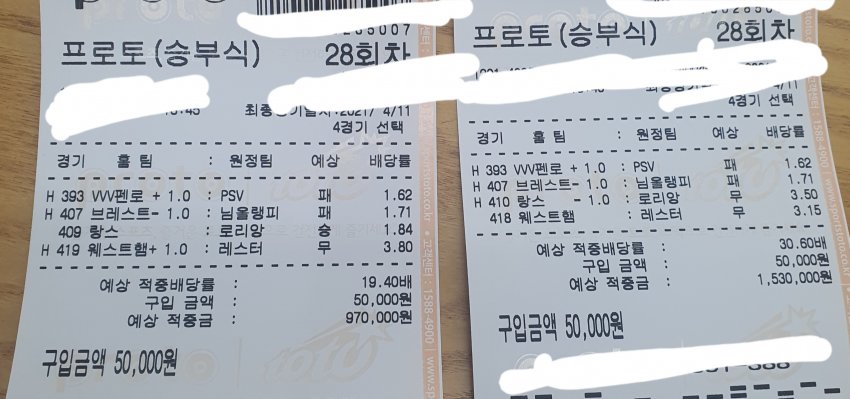 프로토(승부식) 28회차
4경기 선택
경기 홈 팀 : 원정팀 예상 배당률
H 393 VVV펜로 + 1.0 : PSV 패 1.62
H 407 브레스트- 1.0 : 님올랭피 패 1.71
409 랑스 : 로리앙 승 1.84
H 419 웨스트햄+ 1.0 : 레스터 무 3.80
예상 적중배당률 : 19.40배
구입 금액 : 50,000원
예상 적중금 : 970,000원
구입금액 50,000원
프로토(승부식) 28회차
4경기 선택
경기 홈 팀 : 원정팀 예상 배당률
H 393 VVV펜로 + 1.0 : PSV 패 1.62
H 407 브레스트- 1.0 : 님올랭피 패 1.71
H 410 랑스 - 1.0 : 로리앙 무 3.50
418 웨스트햄 : 레스터 무 3.15
예상 적중배당률 : 30.60배
구입 금액 : 50,000원
예상 적중금 : 1,530,000원
구입금액 50,000원
고객센터 : 1588-4900